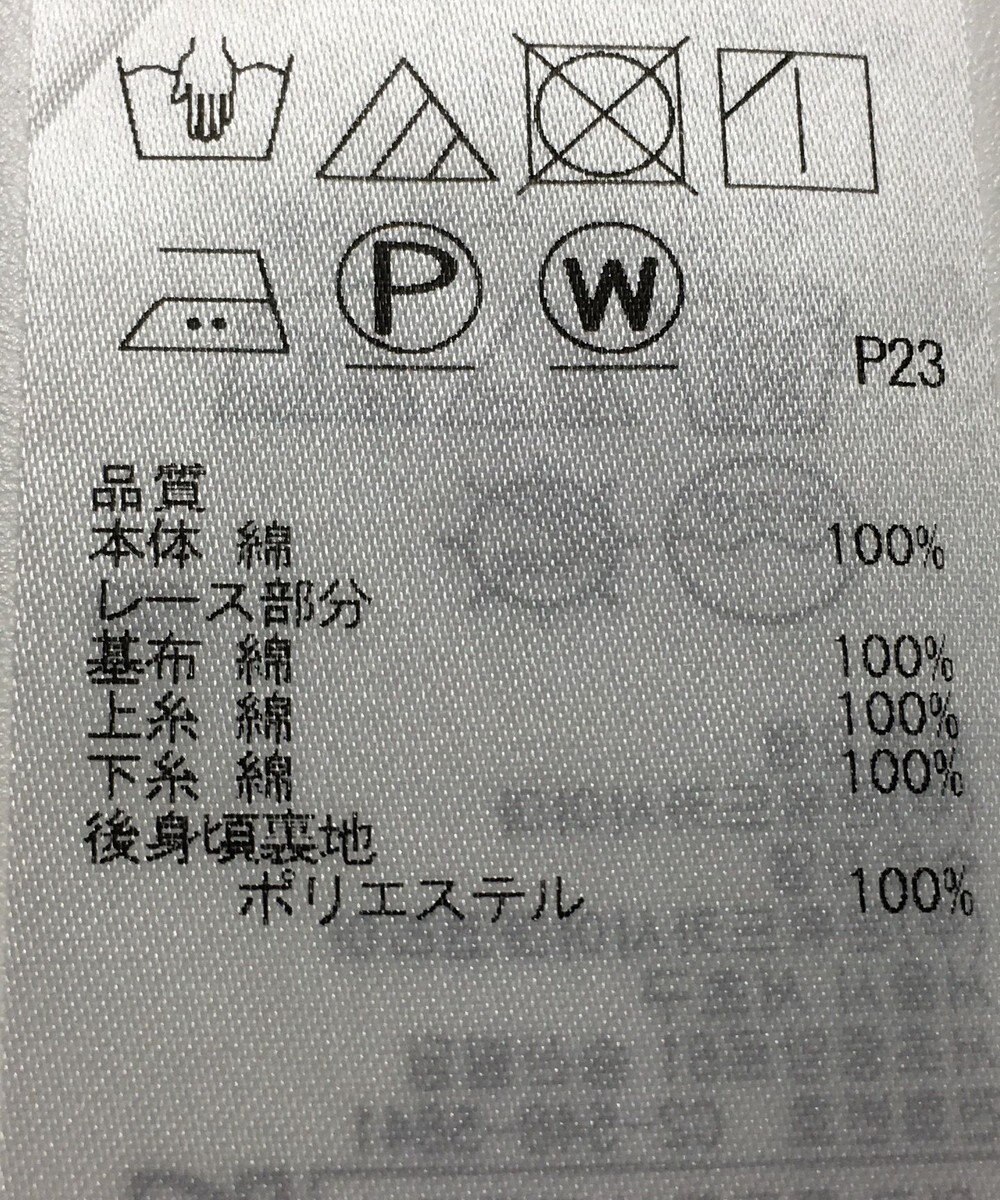 P W
P23
品質
本体 綿 100%
レース部分
基布 綿 100%
上糸 綿 100%
下糸 綿 100%
後身頃裏地
ポリエステル 100%